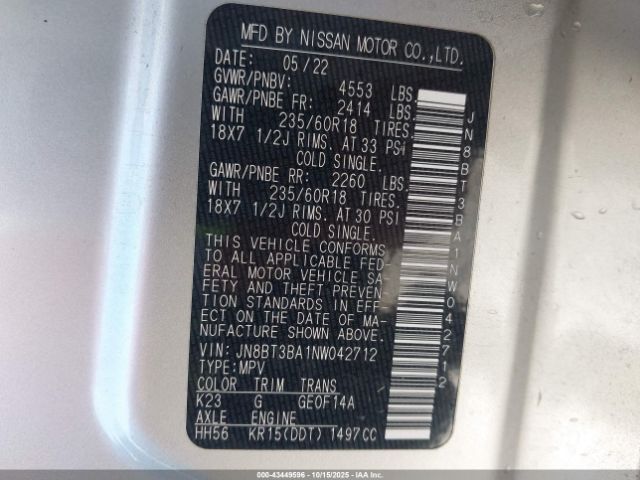 MFD BY NISSAN MOTOR CO.,LTD.
DATE: 05/22
GVWR/PNBV: 4553 LBS.
GAWR/PNBE FR: 2414 LBS.
WITH 235/60R18 TIRES.
18X7 1/2J RIMS. AT 33 PSI
COLD SINGLE.
GAWR/PNBE RR: 2260 LBS.
WITH 235/60R18 TIRES.
18X7 1/2J RIMS. AT 30 PSI
COLD SINGLE.
THIS VEHICLE CONFORMS
TO ALL APPLICABLE FED-
ERAL MOTOR VEHICLE SA-
FETY AND THEFT PREVEN-
TION STANDARDS IN EFF-
ECT ON THE DATE OF MA-
NUFACTURE SHOWN ABOVE.
VIN: JN8BT3BA1NW042712
TYPE:MPV
COLOR TRIM TRANS
K23 G GE0F14A
AXLE ENGINE
HH56 KR15(DDT) 1497CC
JN8BT3BA1NW042712
000-43449596 - 10/15/2025 - www.iaai.com